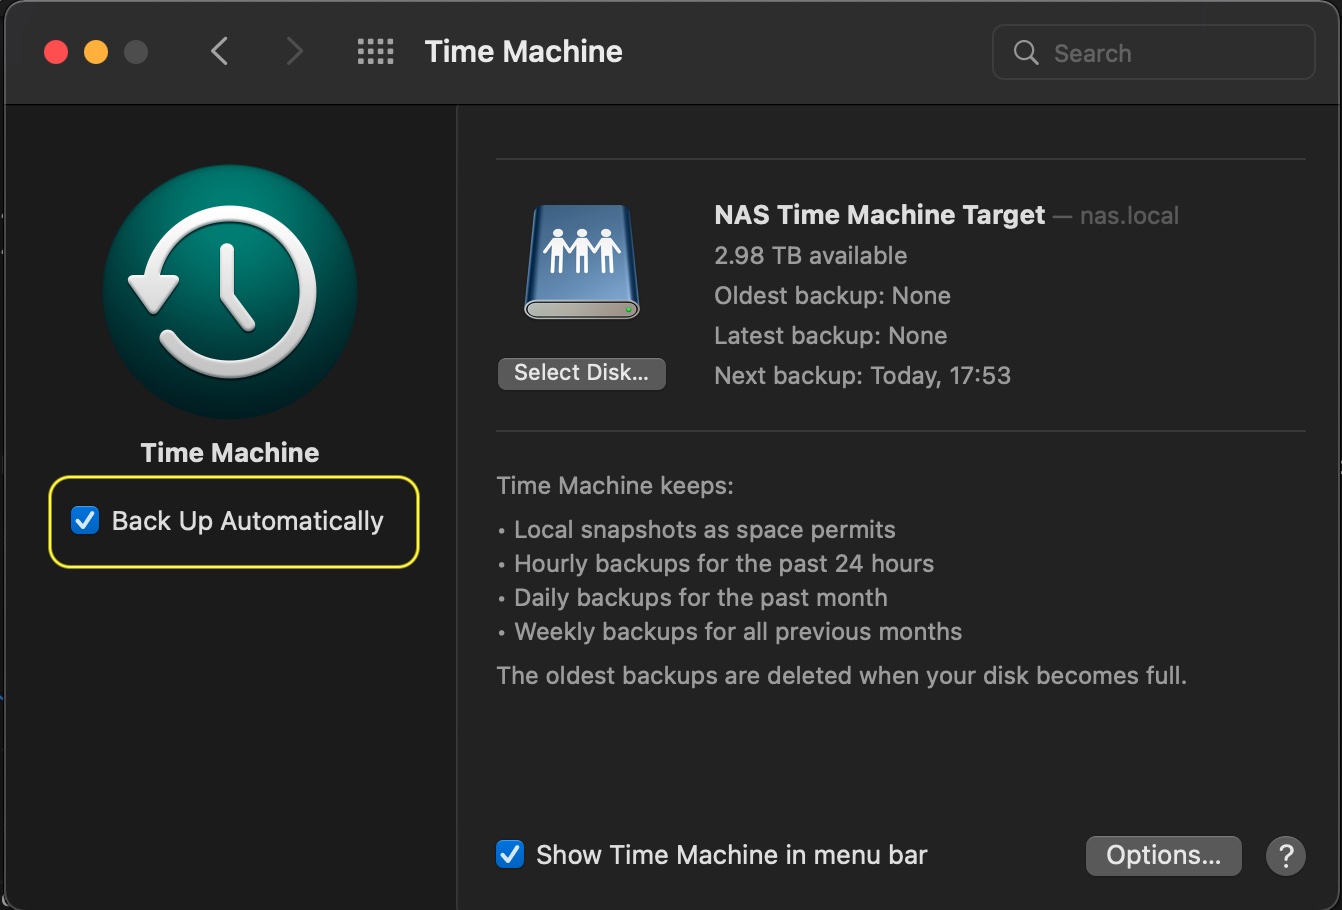 Time Machine
Search
Time Machine
Back Up Automatically
NAS Time Machine Target — nas.local
2.98 TB available
Oldest backup: None
Latest backup: None
Next backup: Today, 17:53
Select Disk...
Time Machine keeps:
• Local snapshots as space permits
• Hourly backups for the past 24 hours
• Daily backups for the past month
• Weekly backups for all previous months
The oldest backups are deleted when your disk becomes full.
Show Time Machine in menu bar
Options...
?